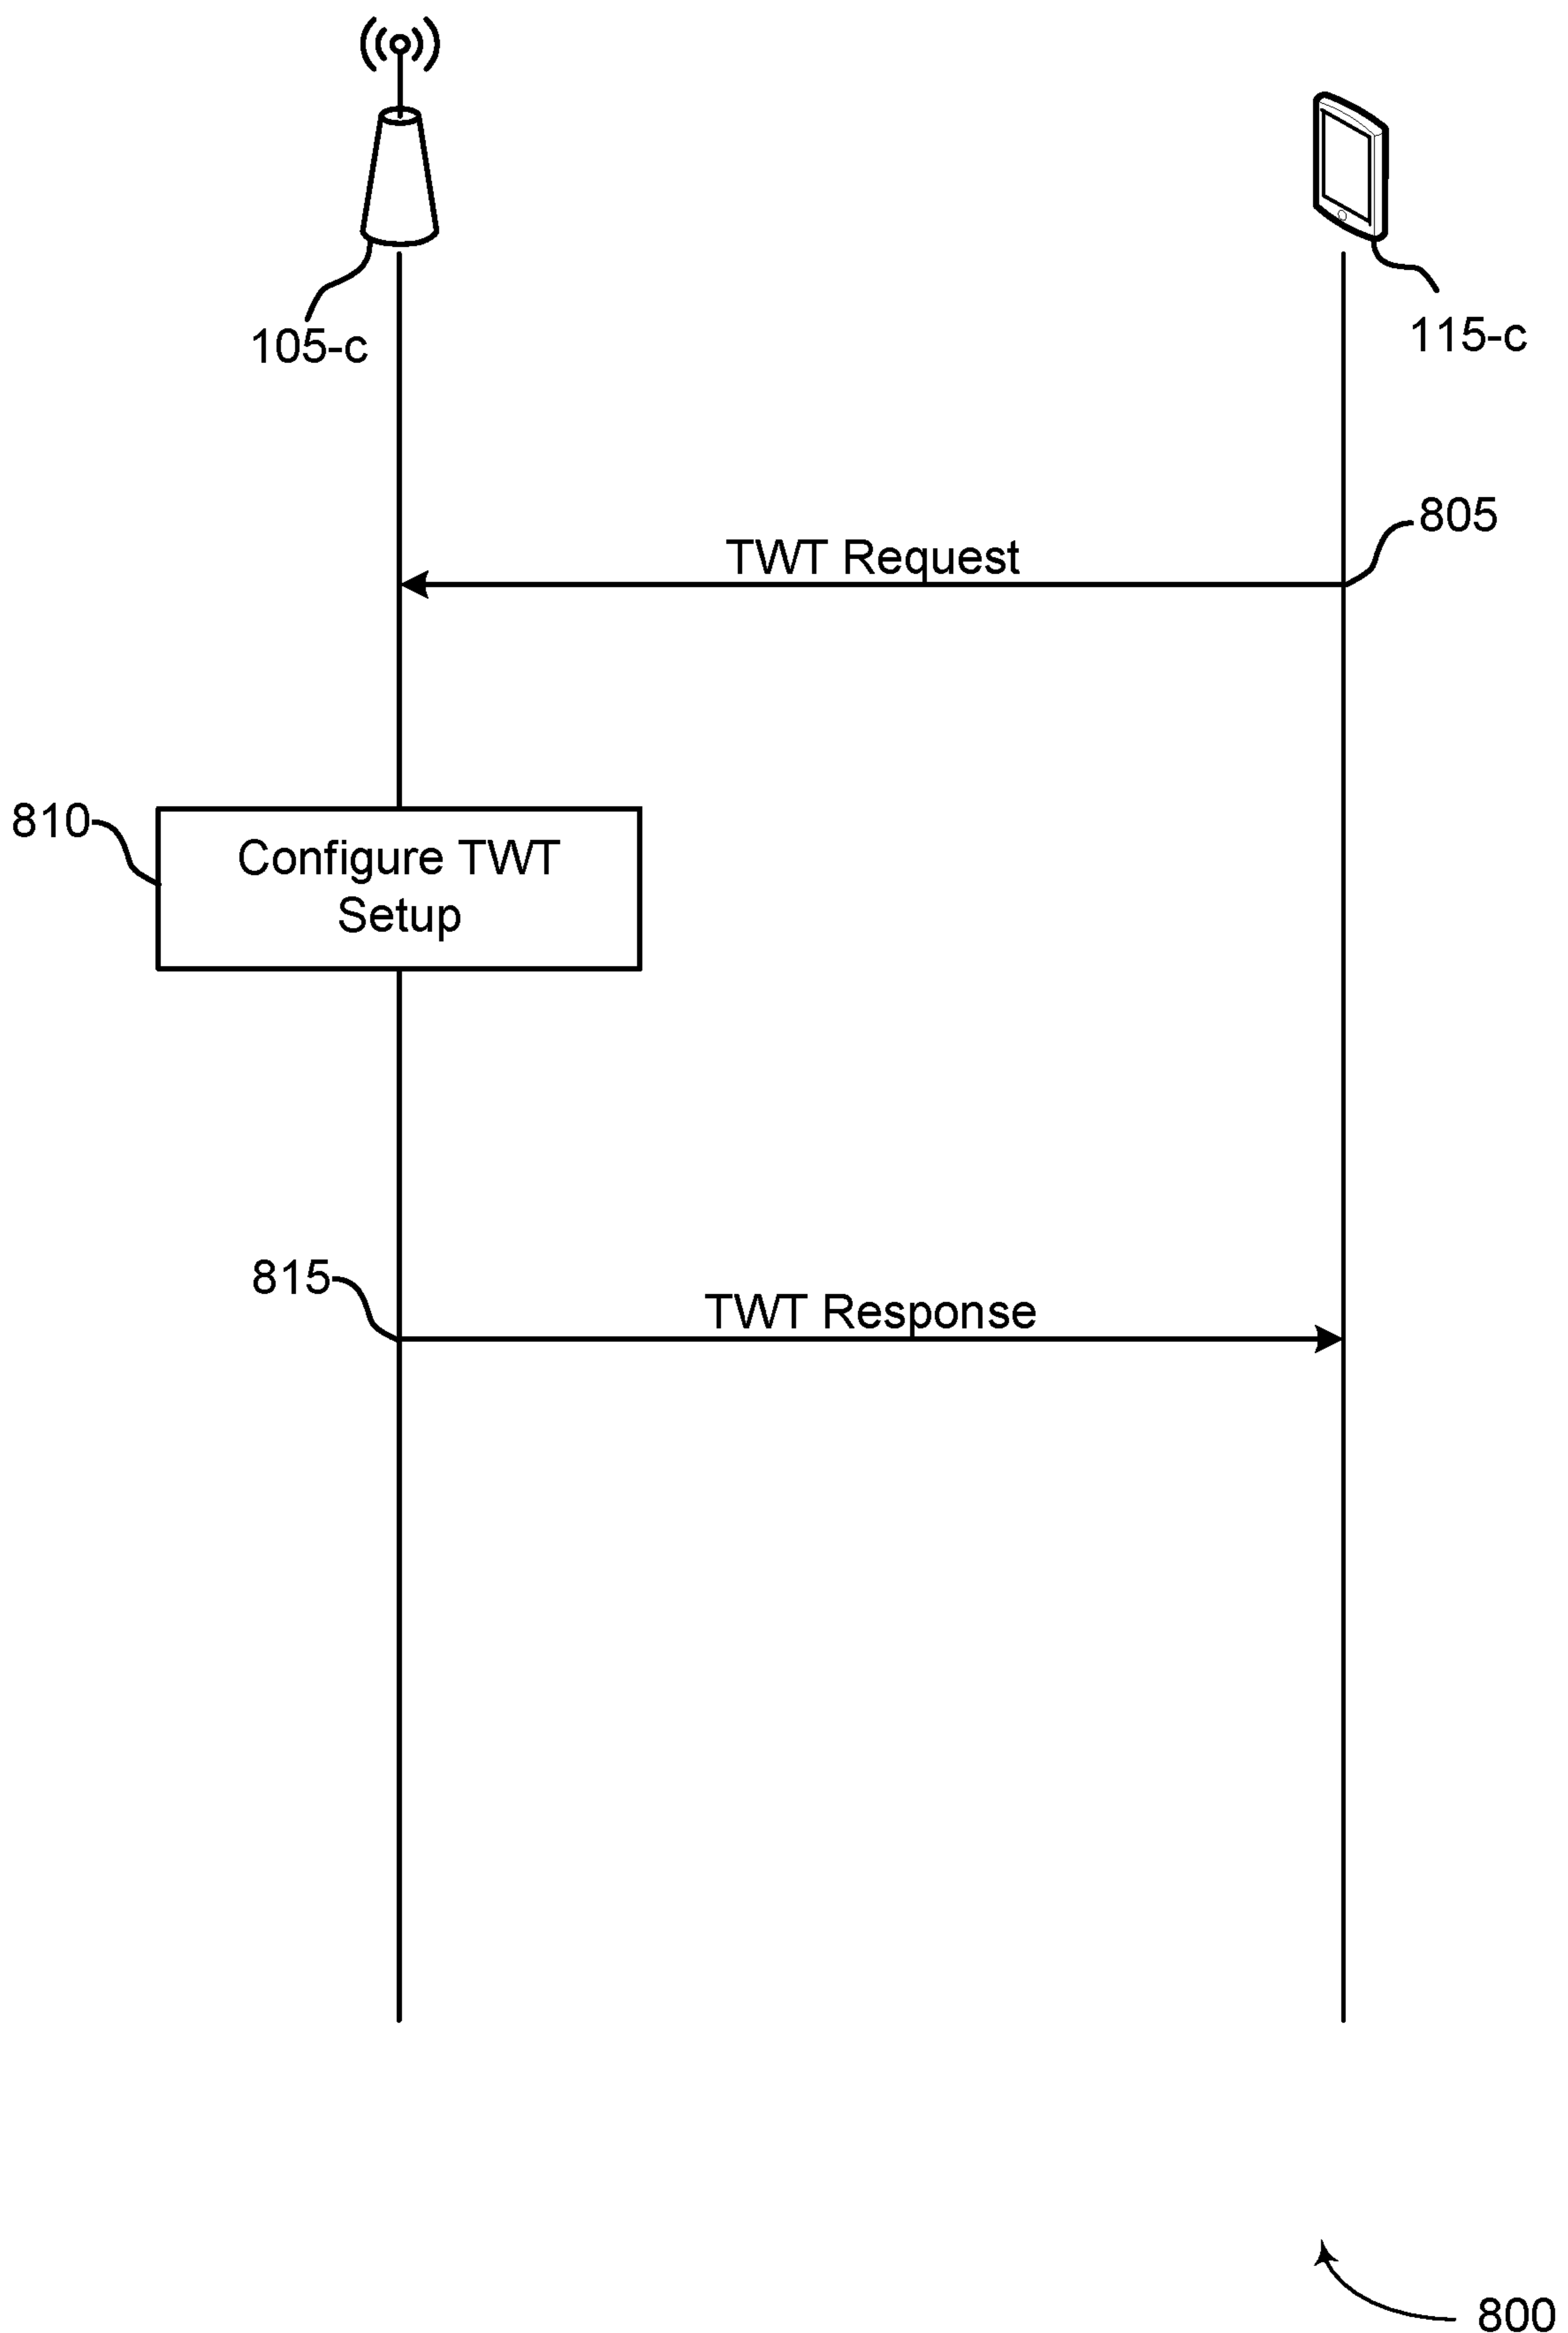 105-c
115-c
805
TWT Request
810
Configure TWT
Setup
815
TWT Response
800